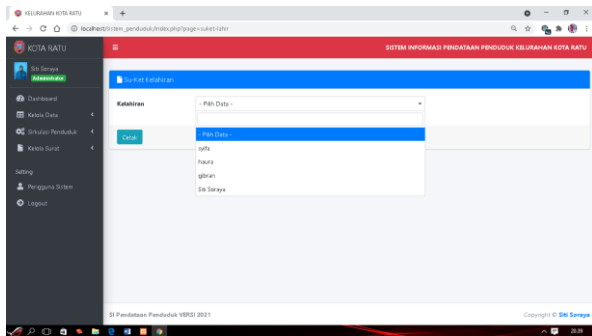 KELURAHAN KOTA RATU
localhost/sistem_penduduk/index.php?page=suket-lahir
KOTA RATU
SISTEM INFORMASI PENDATAAN PENDUDUK KELURAHAN KOTA RATU
Siti Soraya
Administrator
Su-Ket Kelahiran
Dashboard
Kelahiran
- Pilih Data -
Kelola Data
Sirkulasi Penduduk
Cetak
- Pilih Data -
Kelola Surat
syifa
haura
Setting
gibran
Pengguna Sistem
Siti Soraya
Logout
SI Pendataan Penduduk VERSI 2021
Copyright © Siti Soraya
20.39